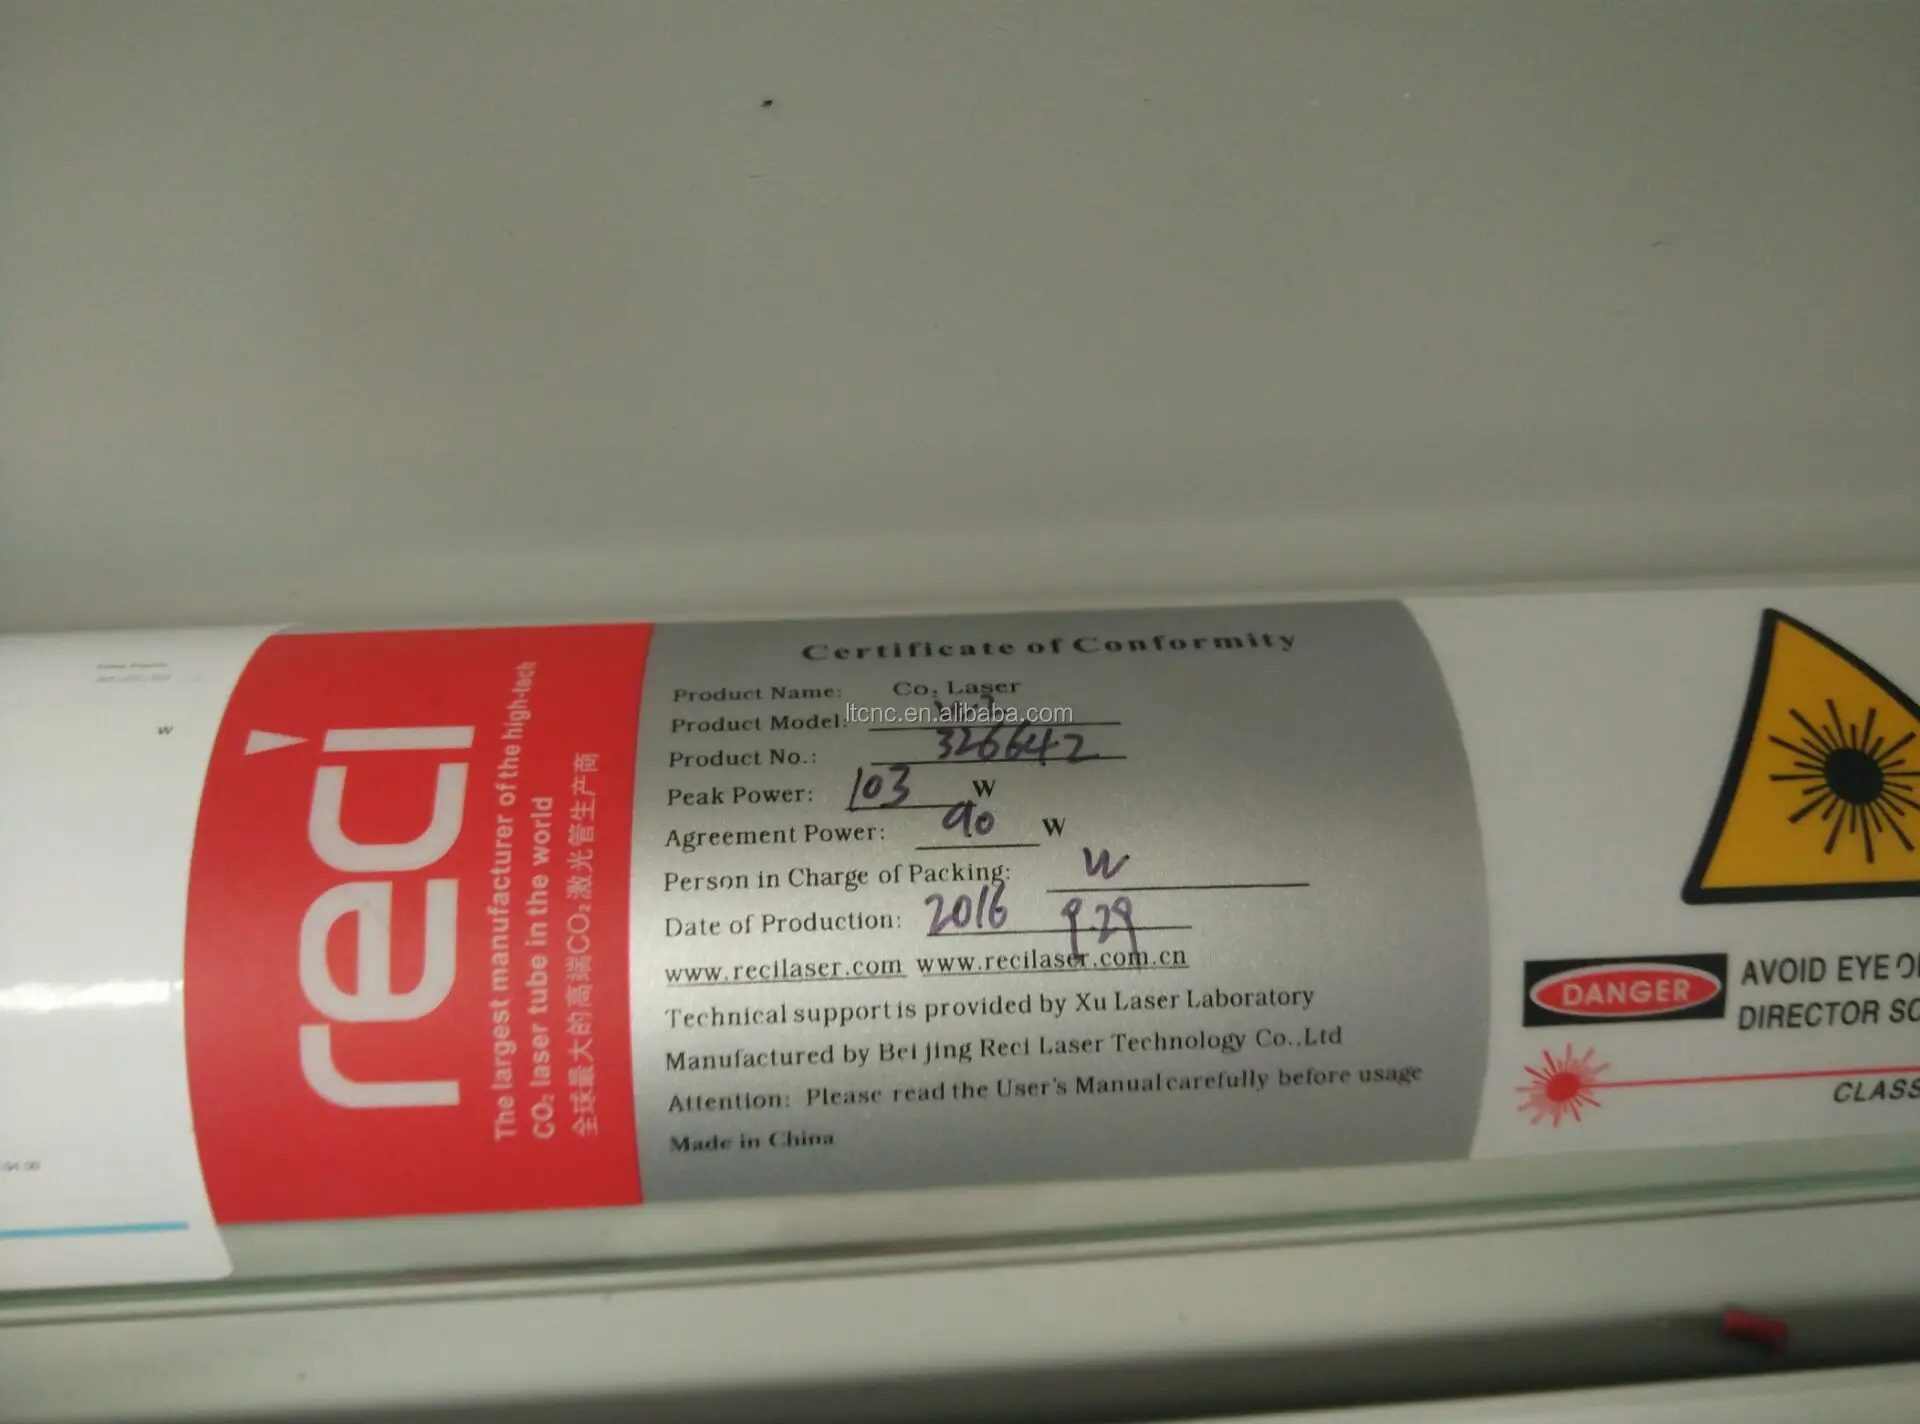 reci
The largest manufacturer of the high-tech
CO₂ laser tube in the world
全球最大的高端CO₂激光管生产商
Certificate of Conformity
Product Name: Co₂ Laser
Product Model:
ltcnc.en.alibaba.com
Product No.: 326642
Peak Power: 103 W
Agreement Power: 90 W
Person in Charge of Packing: W
Date of Production: 2016 9.29
www.recilaser.com www.recilaser.com.cn
Technical support is provided by Xu Laser Laboratory
Manufactured by Bei jing Reci Laser Technology Co.,Ltd
Attention: Please read the User's Manual carefully before usage
Made in China
W
DANGER
AVOID EYE
DIRECTOR
CLASS